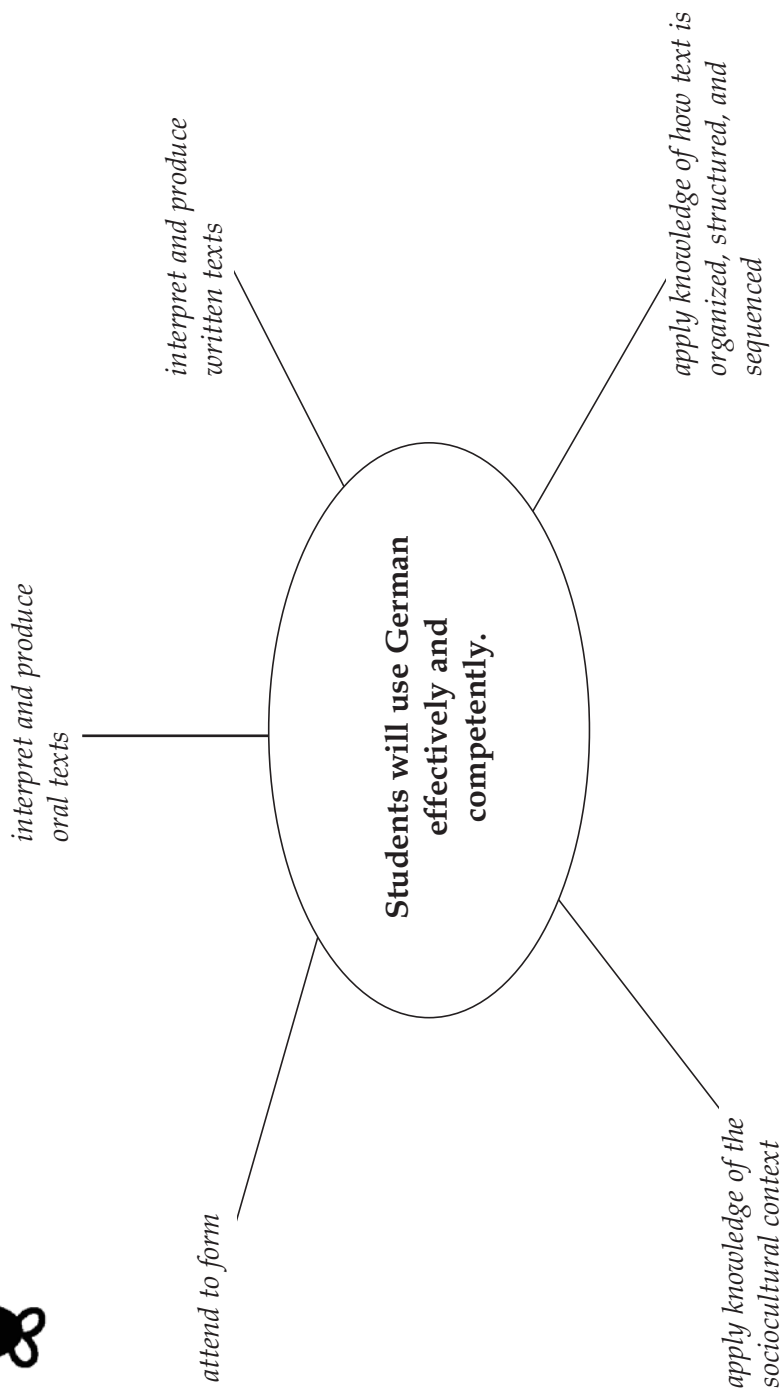 interpret and produce
oral texts
attend to form
interpret and produce
written texts
Students will use German
effectively and
competently.
apply knowledge of the
sociocultural context
apply knowledge of how text is
organized, structured, and
sequenced